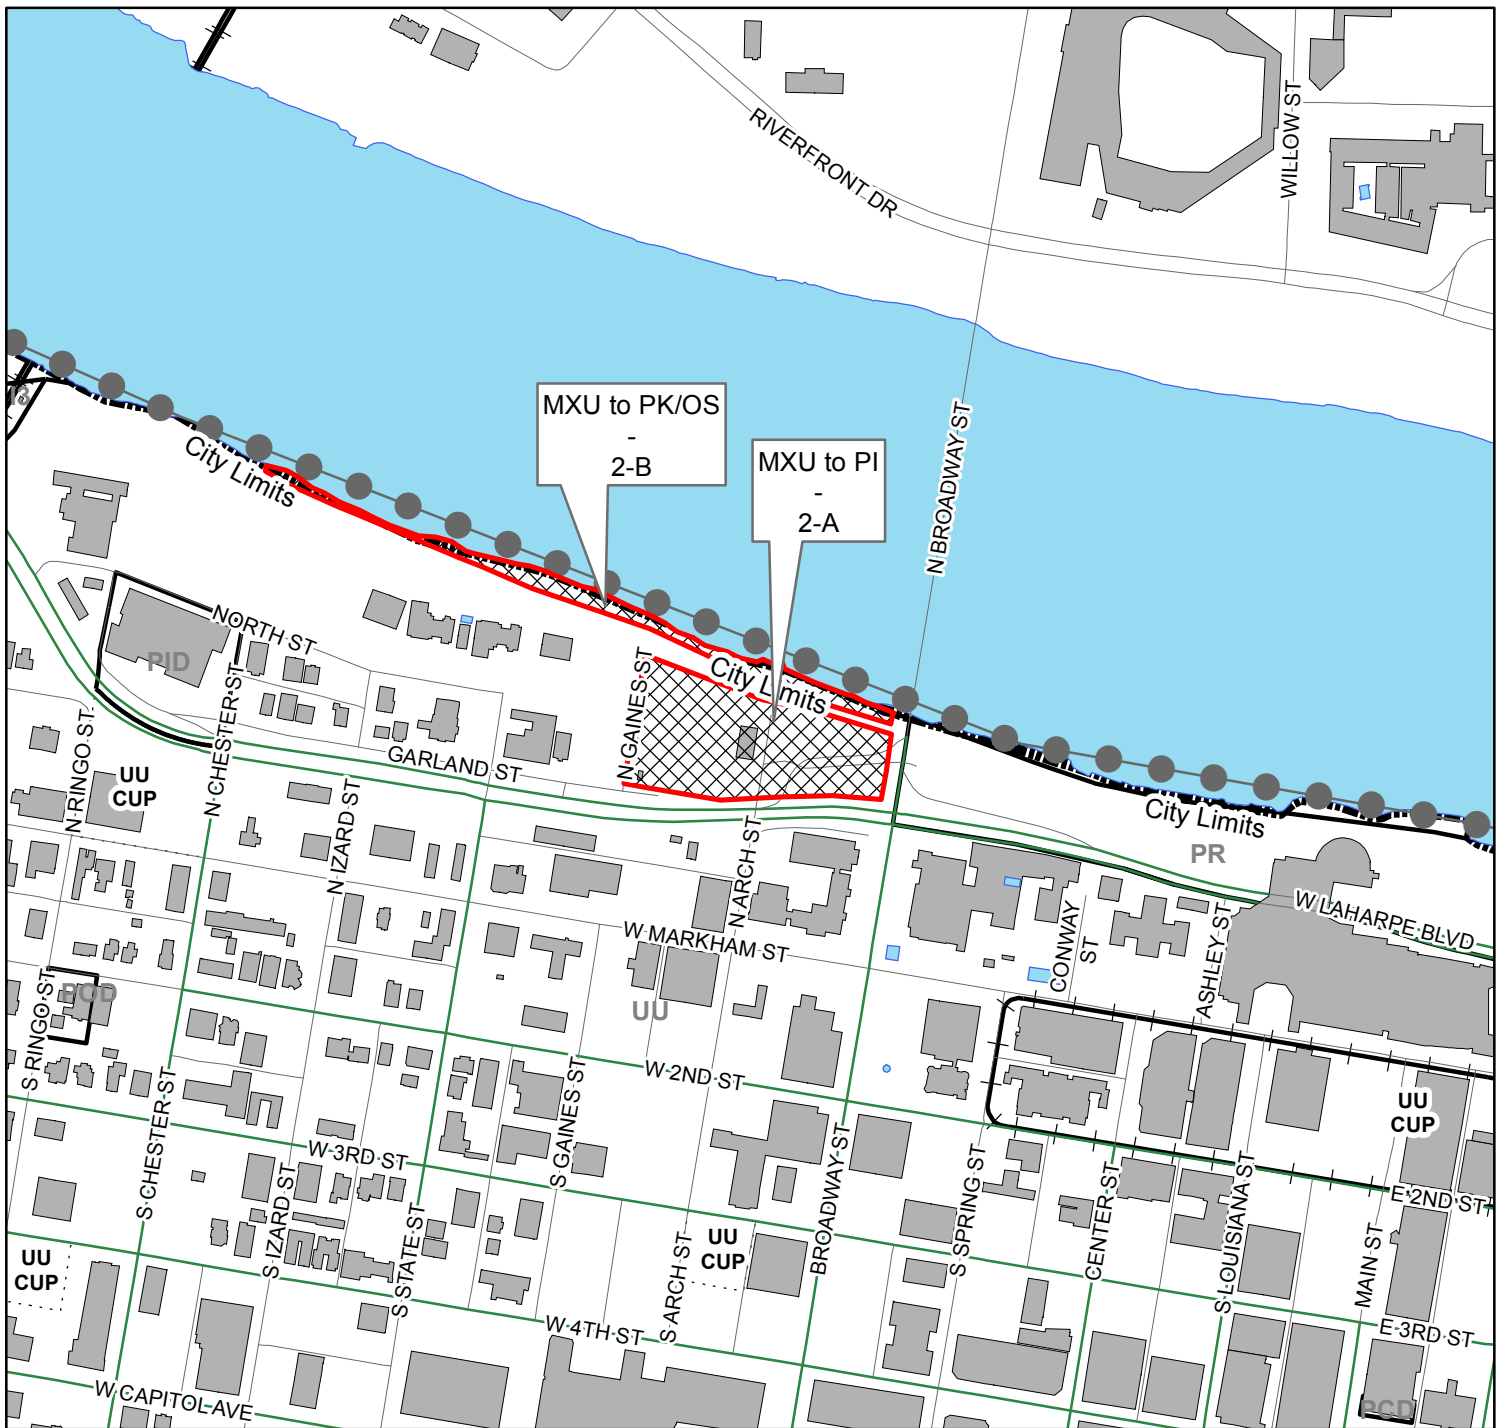 RIVERFRONT DR
WILLOW ST
N BROADWAY ST
MXU to PK/OS
-
2-B
MXU to PI
-
2-A
City Limits
City Limits
City Limits
NORTH ST
PID
N CHESTER ST
N RINGO ST
N GAINES ST
GARLAND ST
UU
CUP
N IZARD ST
N ARCH ST
PR
W LAHARPE BLVD
W MARKHAM ST
CONWAY
ST
ASHLEY ST
POD
S RINGO ST
UU
W 2ND ST
S CHESTER ST
S GAINES ST
W 3RD ST
S IZARD ST
S STATE ST
BROADWAY ST
S SPRING ST
CENTER ST
S LOUISIANA ST
MAIN ST
UU
CUP
E 2ND ST
UU
CUP
S ARCH ST
UU
CUP
W 4TH ST
E 3RD ST
W CAPITOL AVE
PCD